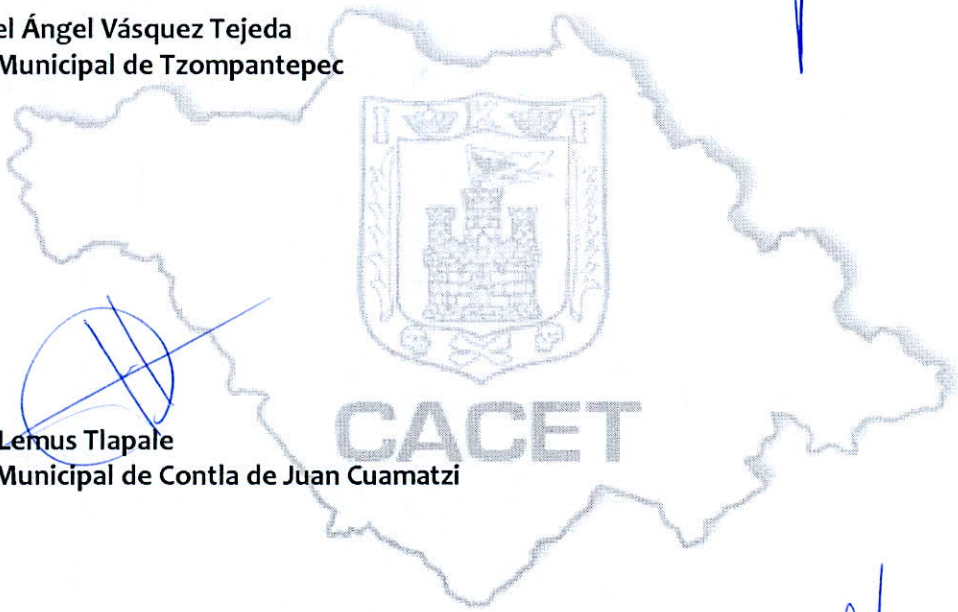 el Ángel Vásquez Tejeda
Municipal de Tzompantepec
I K F
CACET
Lemus Tlapale
Municipal de Contla de Juan Cuamatzi